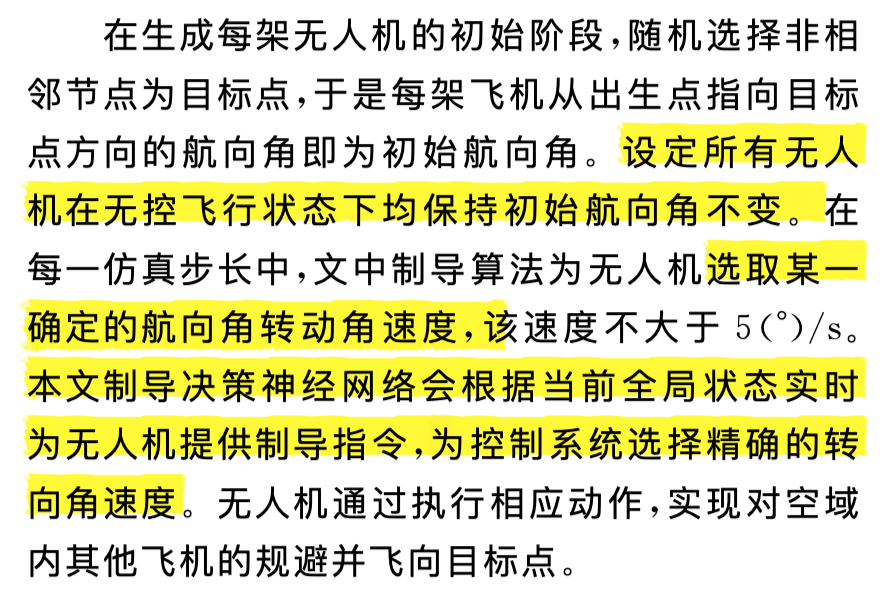 在生成每架无人机的初始阶段,随机选择非相
邻节点为目标点,于是每架飞机从出生点指向目标
点方向的航向角即为初始航向角。设定所有无人
机在无控飞行状态下均保持初始航向角不变。在
每一仿真步长中,文中制导算法为无人机选取某一
确定的航向角转动角速度,该速度不大于 5(°)/s。
本文制导决策神经网络会根据当前全局状态实时
为无人机提供制导指令,为控制系统选择精确的转
向角速度。无人机通过执行相应动作,实现对空域
内其他飞机的规避并飞向目标点。